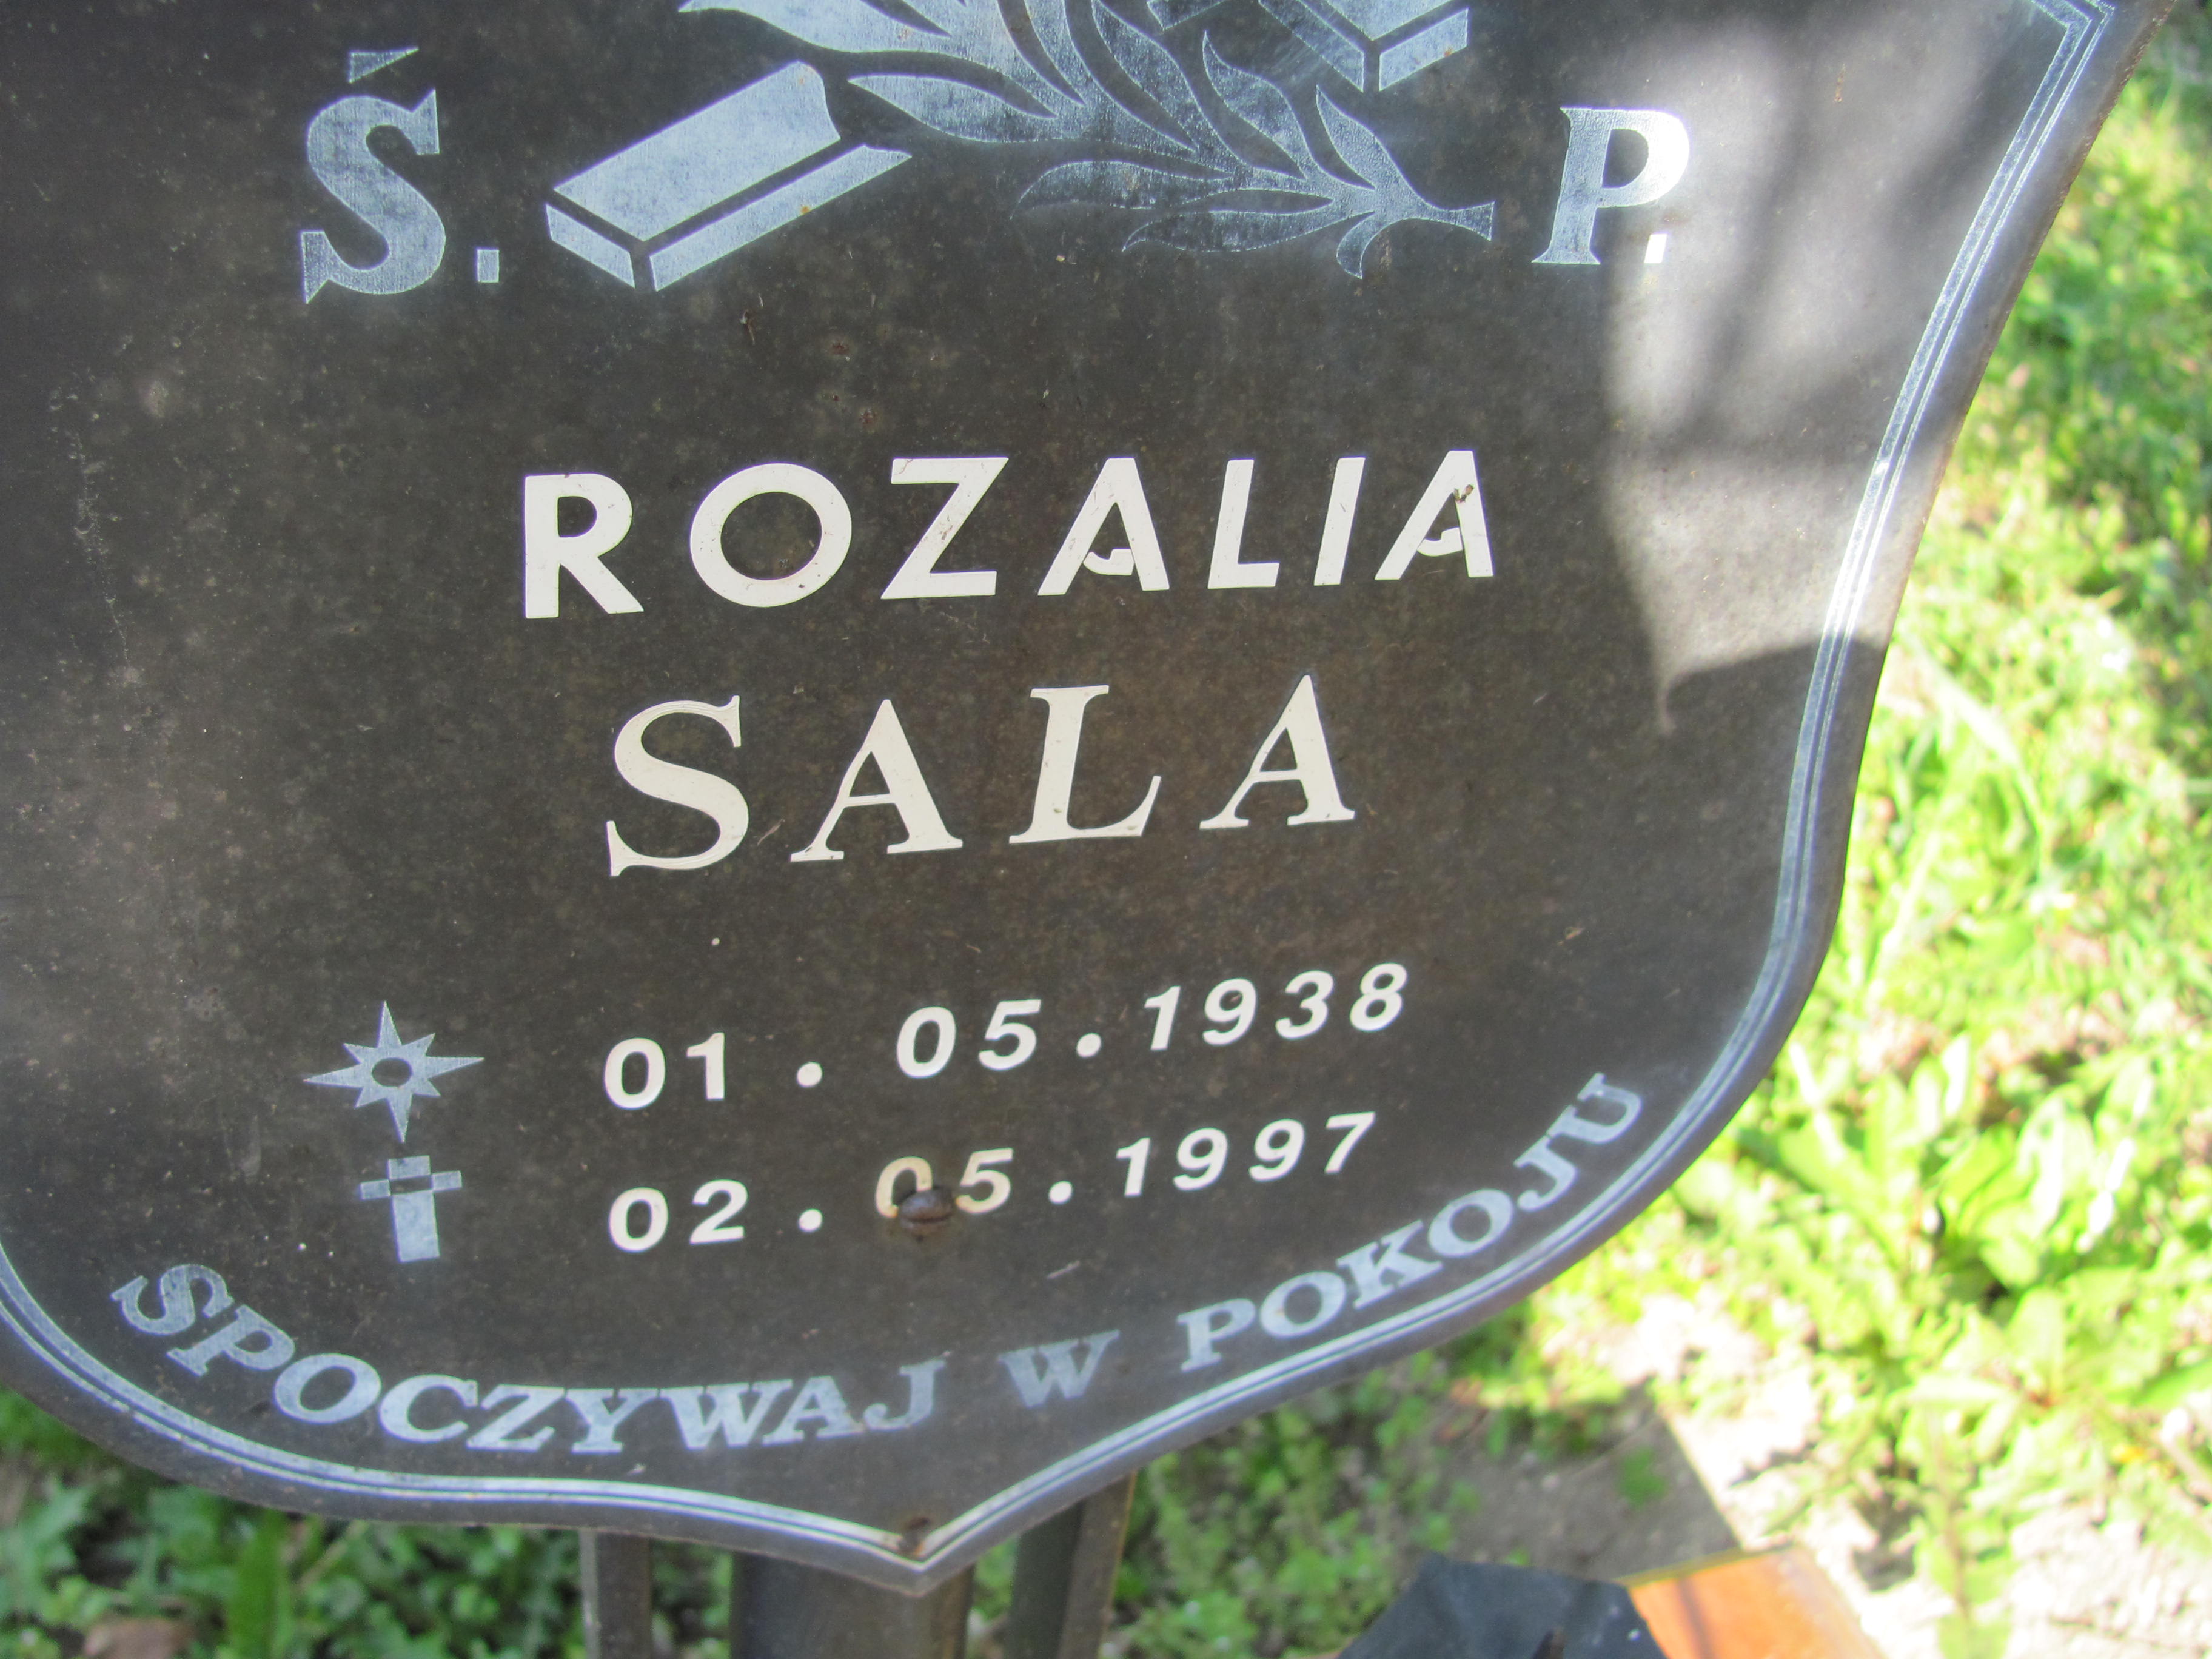 Ś. P.
ROZALIA
SALA
01. 05.1938
02. 05.1997
SPOCZYWAJ W POKOJU